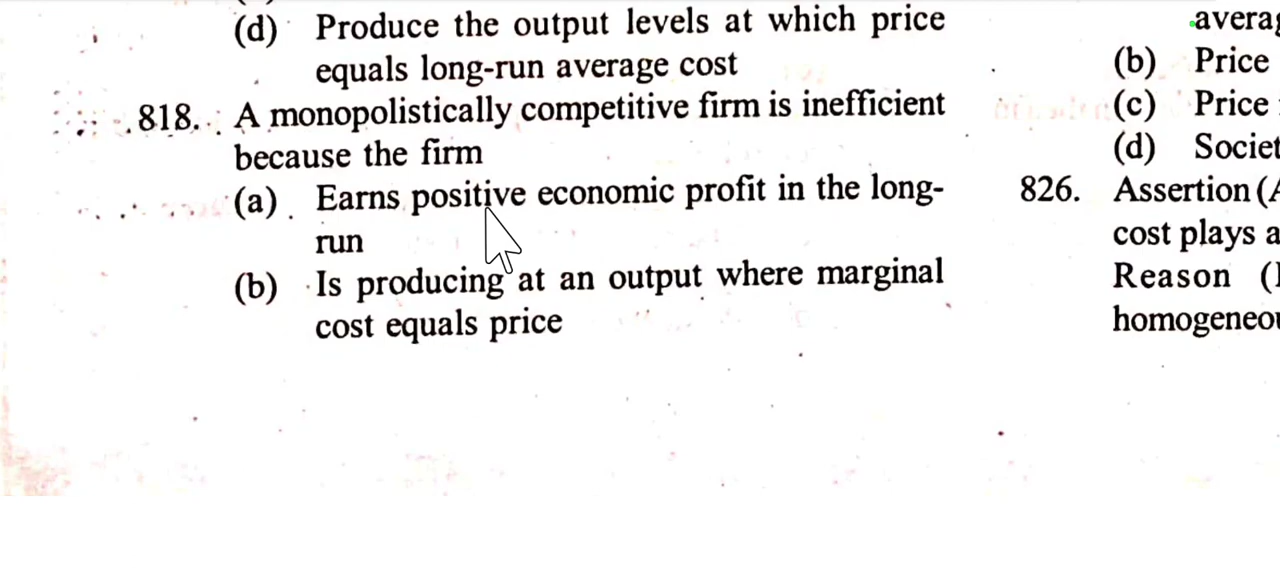 (d) Produce the output levels at which price
equals long-run average cost
818. A monopolistically competitive firm is inefficient
because the firm
(a) Earns positive economic profit in the long-
run
(b) Is producing at an output where marginal
cost equals price
(b) Price
(c) Price
(d)
826. Assertion
cost plays a
Reason